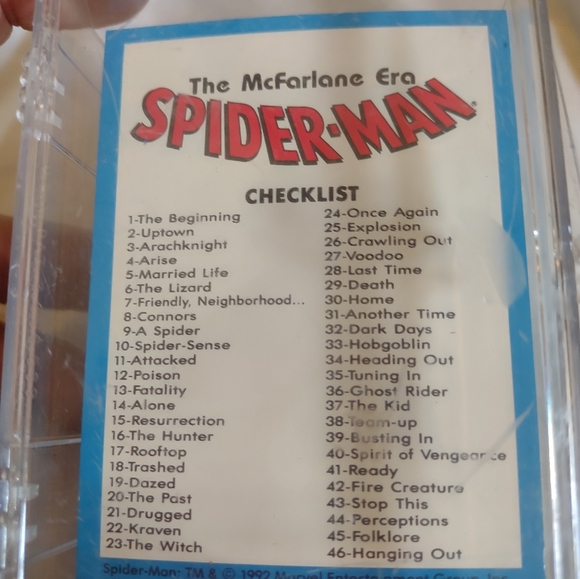 The McFarlane Era
SPIDER-MAN
CHECKLIST
1-The Beginning
2-Uptown
3-Arachknight
4-Arise
5-Married Life
6-The Lizard
7-Friendly, Neighborhood...
8-Connors
9-A Spider
10-Spider-Sense
11-Attacked
12-Poison
13-Fatality
14-Alone
15-Resurrection
16-The Hunter
17-Rooftop
18-Trashed
19-Dazed
20-The Past
21-Drugged
22-Kraven
23-The Witch
24-Once Again
25-Explosion
26-Crawling Out
27-Voodoo
28-Last Time
29-Death
30-Home
31-Another Time
32-Dark Days
33-Hobgoblin
34-Heading Out
35-Tuning In
36-Ghost Rider
37-The Kid
38-Team-up
39-Busting In
40-Spirit of Vengeance
41-Ready
42-Fire Creature
43-Stop This
44-Perceptions
45-Folklore
46-Hanging Out
Spider-Man: TM & © 1992 Marvel Entertainment Group